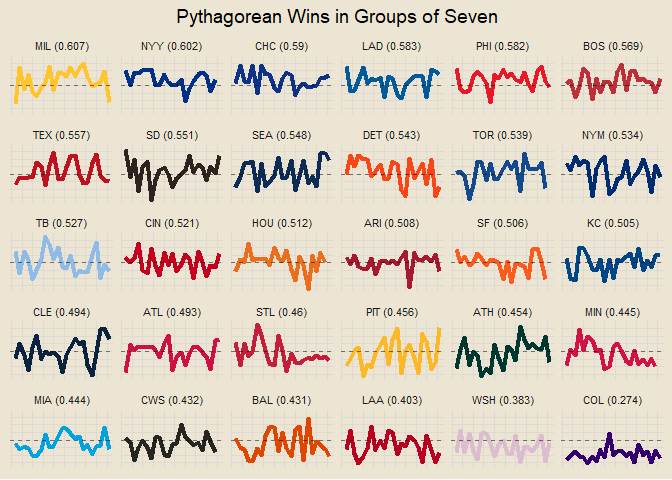 Pythagorean Wins in Groups of Seven
MIL (0.607) NYY (0.602) CHC (0.59) LAD (0.583) PHI (0.582) BOS (0.569)
TEX (0.557) SD (0.551) SEA (0.548) DET (0.543) TOR (0.539) NYM (0.534)
TB (0.527) CIN (0.521) HOU (0.512) ARI (0.508) SF (0.506) KC (0.505)
CLE (0.494) ATL (0.493) STL (0.46) PIT (0.456) ATH (0.454) MIN (0.445)
MIA (0.444) CWS (0.432) BAL (0.431) LAA (0.403) WSH (0.383) COL (0.274)